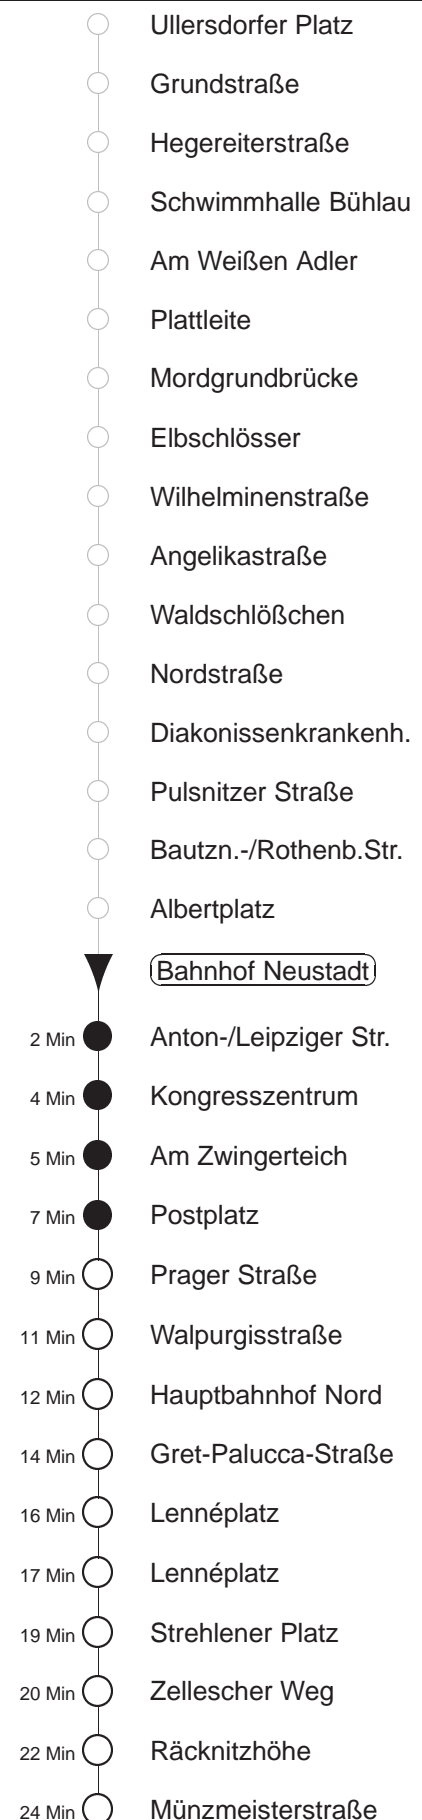 Ullersdorfer Platz
Grundstraße
Hegereiterstraße
Schwimmhalle Bühlau
Am Weißen Adler
Plattleite
Mordgrundbrücke
Elbschlösser
Wilhelminenstraße
Angelikastraße
Waldschlößchen
Nordstraße
Diakonissenkrankenh.
Pulsnitzer Straße
Bautzn.-/Rothenb.Str.
Albertplatz
Bahnhof Neustadt
2 Min Anton-/Leipziger Str.
4 Min Kongresszentrum
5 Min Am Zwingerteich
7 Min Postplatz
9 Min Prager Straße
11 Min Walpurgisstraße
12 Min Hauptbahnhof Nord
14 Min Gret-Palucca-Straße
16 Min Lennéplatz
17 Min Lennéplatz
19 Min Strehlener Platz
20 Min Zellescher Weg
22 Min Räcknitzhöhe
24 Min Münzmeisterstraße